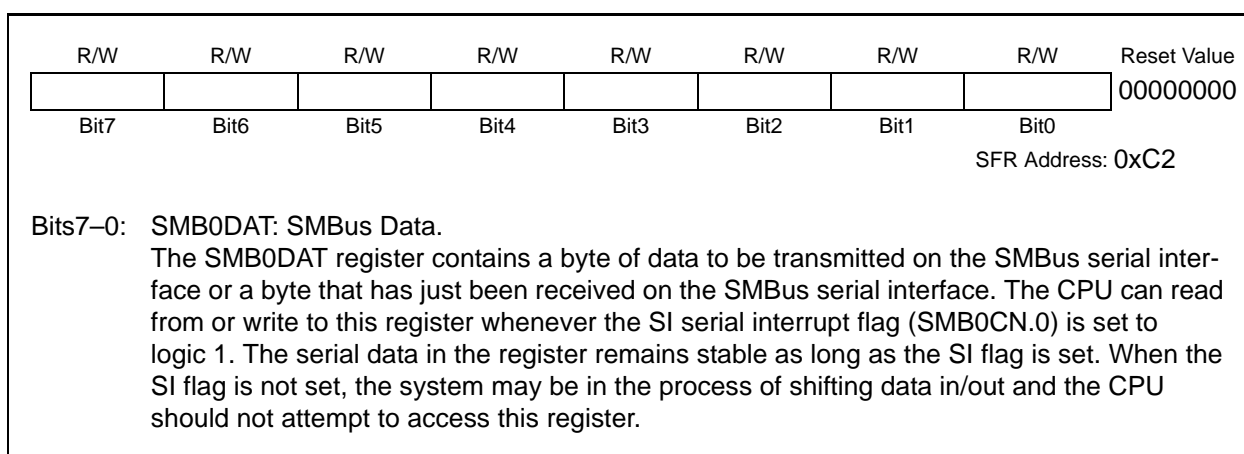 R/W R/W R/W R/W R/W R/W R/W R/W Reset Value
00000000
Bit7 Bit6 Bit5 Bit4 Bit3 Bit2 Bit1 Bit0
SFR Address: 0xC2
Bits7–0: SMB0DAT: SMBus Data.
The SMB0DAT register contains a byte of data to be transmitted on the SMBus serial inter-
face or a byte that has just been received on the SMBus serial interface. The CPU can read
from or write to this register whenever the SI serial interrupt flag (SMB0CN.0) is set to
logic 1. The serial data in the register remains stable as long as the SI flag is set. When the
SI flag is not set, the system may be in the process of shifting data in/out and the CPU
should not attempt to access this register.